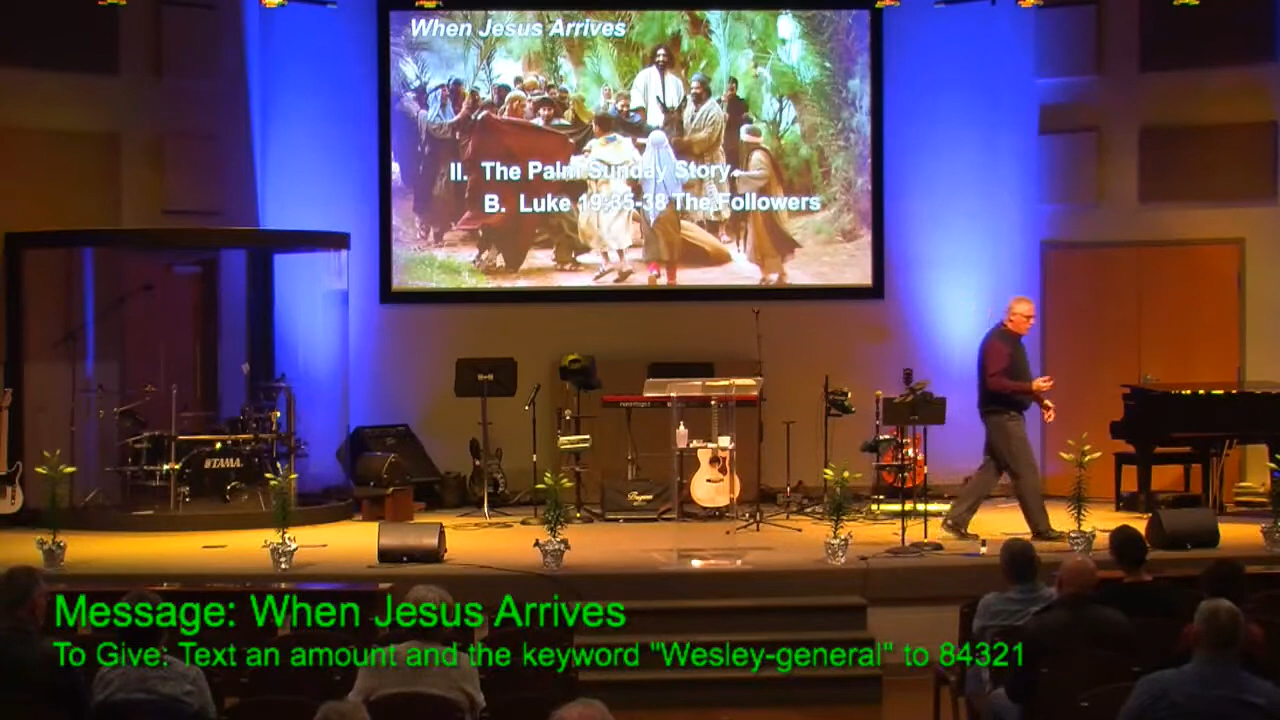 When Jesus Arrives
II. The Palm Sunday Story
B. Luke 19:35-38 The Followers
TAMA
Message: When Jesus Arrives
To Give: Text an amount and the keyword "Wesley-general" to 84321